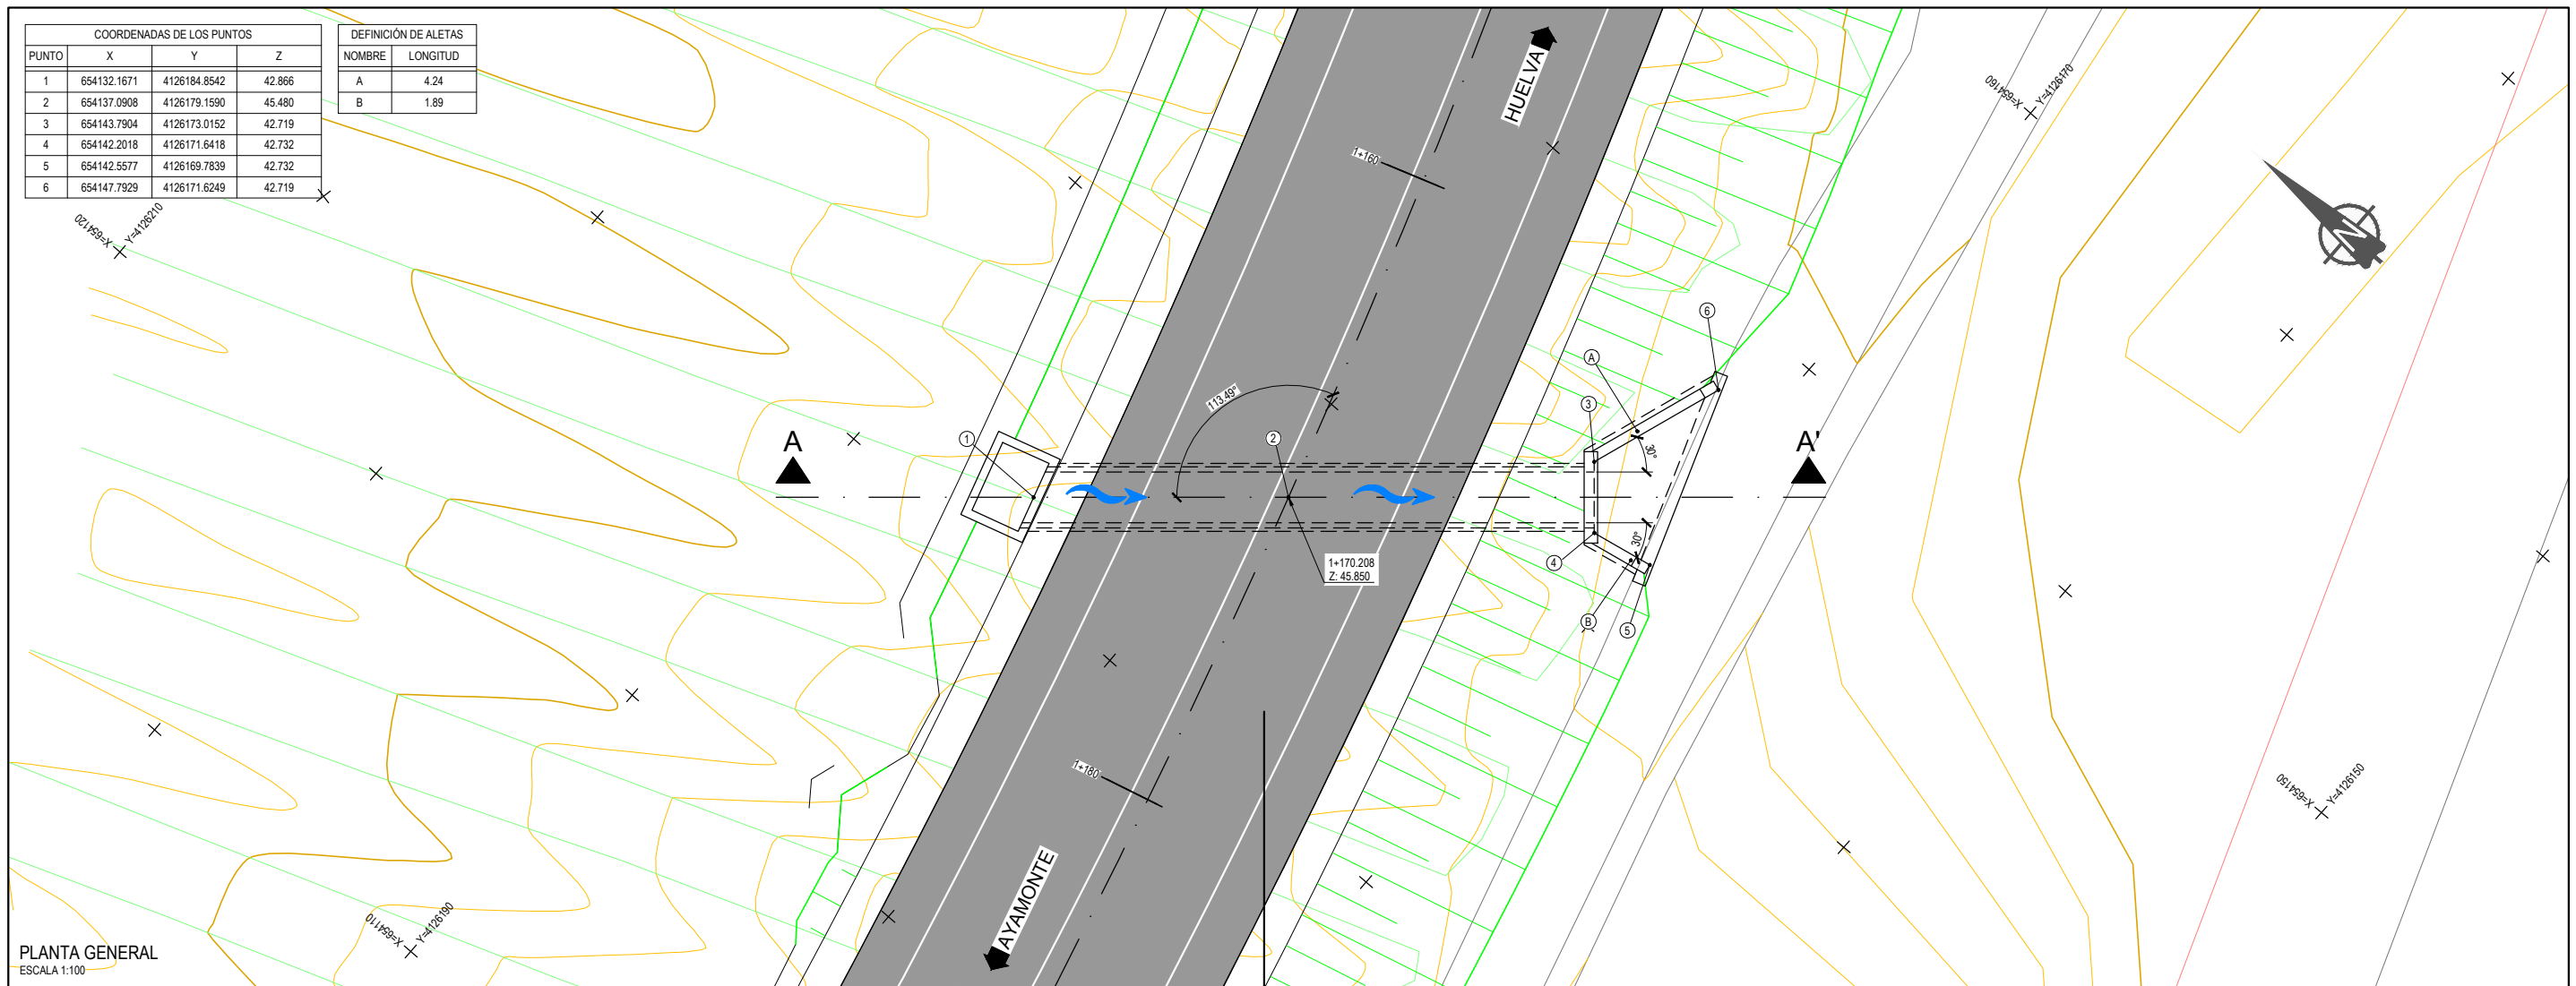 COORDENADAS DE LOS PUNTOS
PUNTO X Y Z
1 654132.1671 4126184.8542 42.866
2 654137.0908 4126179.1590 45.480
3 654143.7904 4126173.0152 42.719
4 654142.2018 4126171.6418 42.732
5 654142.5577 4126169.7839 42.732
6 654147.7929 4126171.6249 42.719
DEFINICIÓN DE ALETAS
NOMBRE LONGITUD
A 4.24
B 1.89
HUELVA
X=654160
Y=4126170
1+160
X=654120
Y=4126210
N
6
A
3
113.49°
30°
A
1
2
A'
30°
4
1+170.208
Z: 45.850
B
5
1+180
X=654150
Y=4126150
AYAMONTE
X=654110
Y=4126190
PLANTA GENERAL
ESCALA 1:100